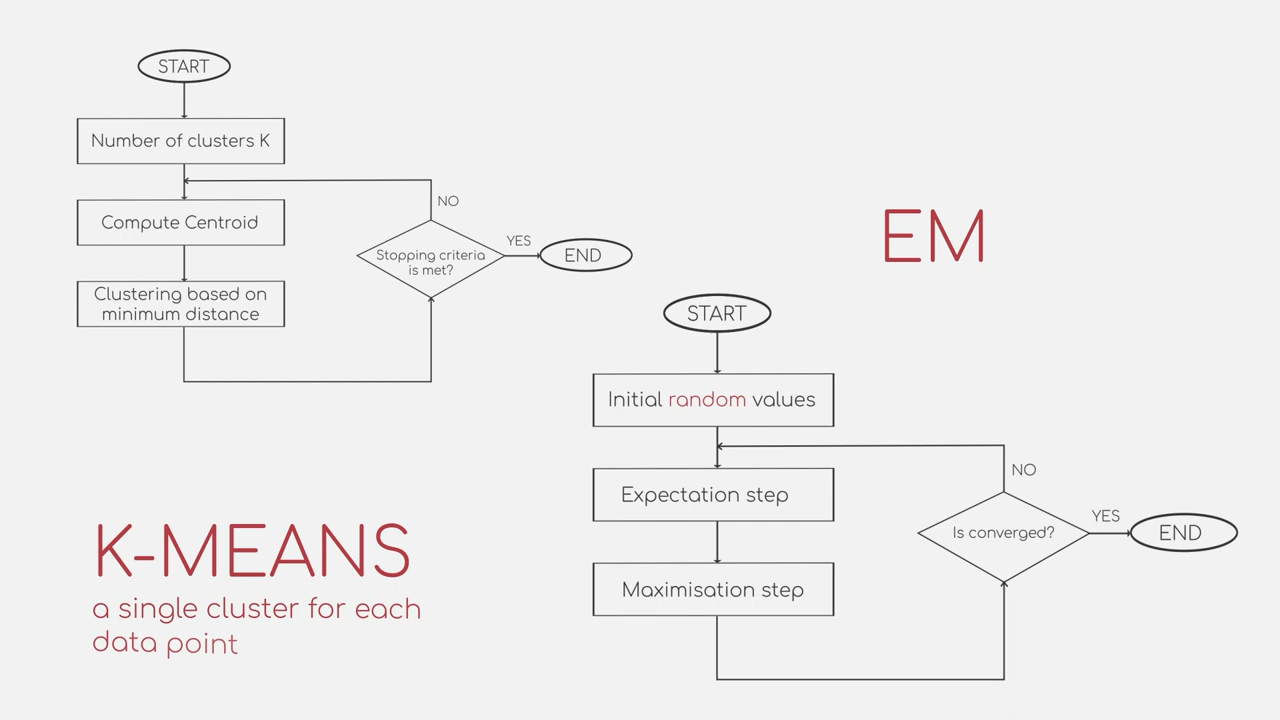 START
Number of clusters K
Compute Centroid
Clustering based on
minimum distance
NO
Stopping criteria
is met?
YES
END
K-MEANS
a single cluster for each
data point
EM
START
Initial random values
Expectation step
Maximisation step
NO
Is converged?
YES
END